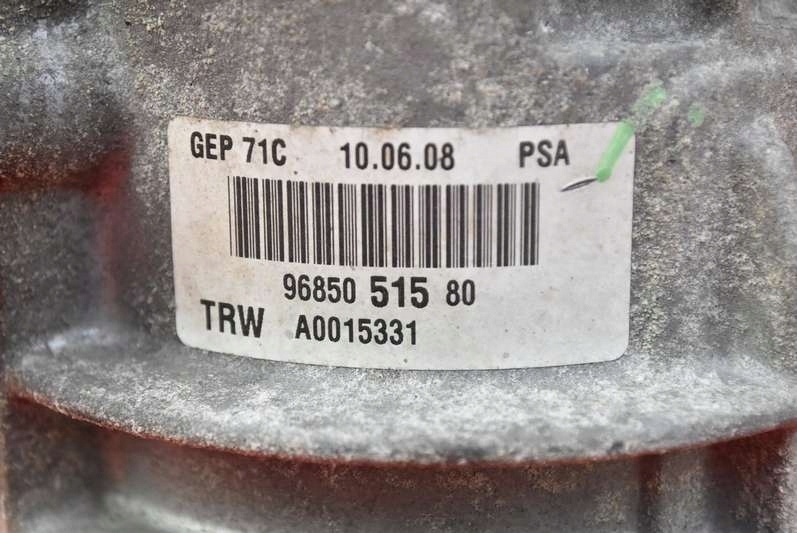 GEP 71C 10.06.08 PSA
96850 515 80
TRW A0015331